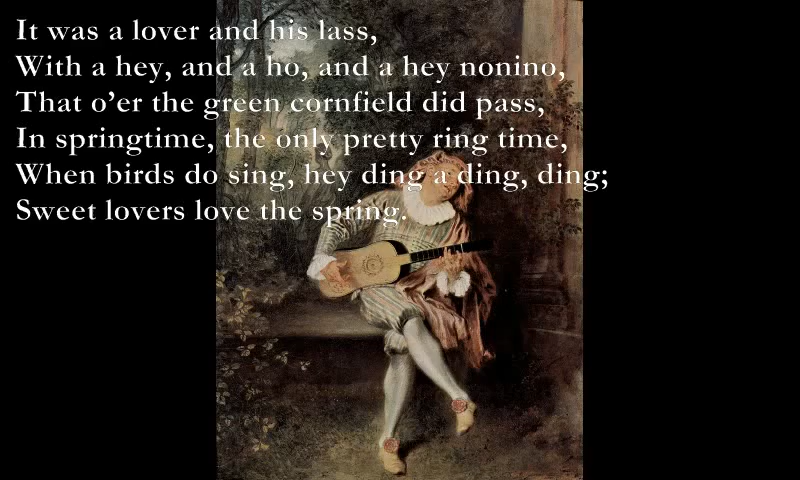 It was a lover and his lass,
With a hey, and a ho, and a hey nonino,
That o’er the green cornfield did pass,
In springtime, the only pretty ring time,
When birds do sing, hey ding a ding, ding;
Sweet lovers love the spring.